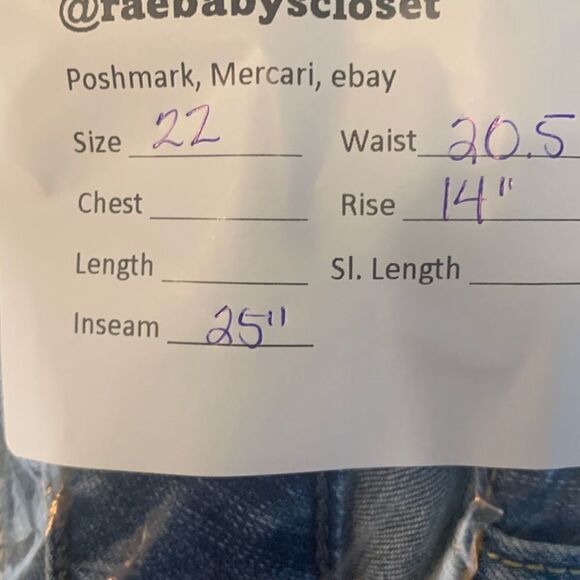 @raebabyscloset
Poshmark, Mercari, ebay
Size 22 Waist 20.5
Chest Rise 14"
Length Sl. Length
Inseam 25"